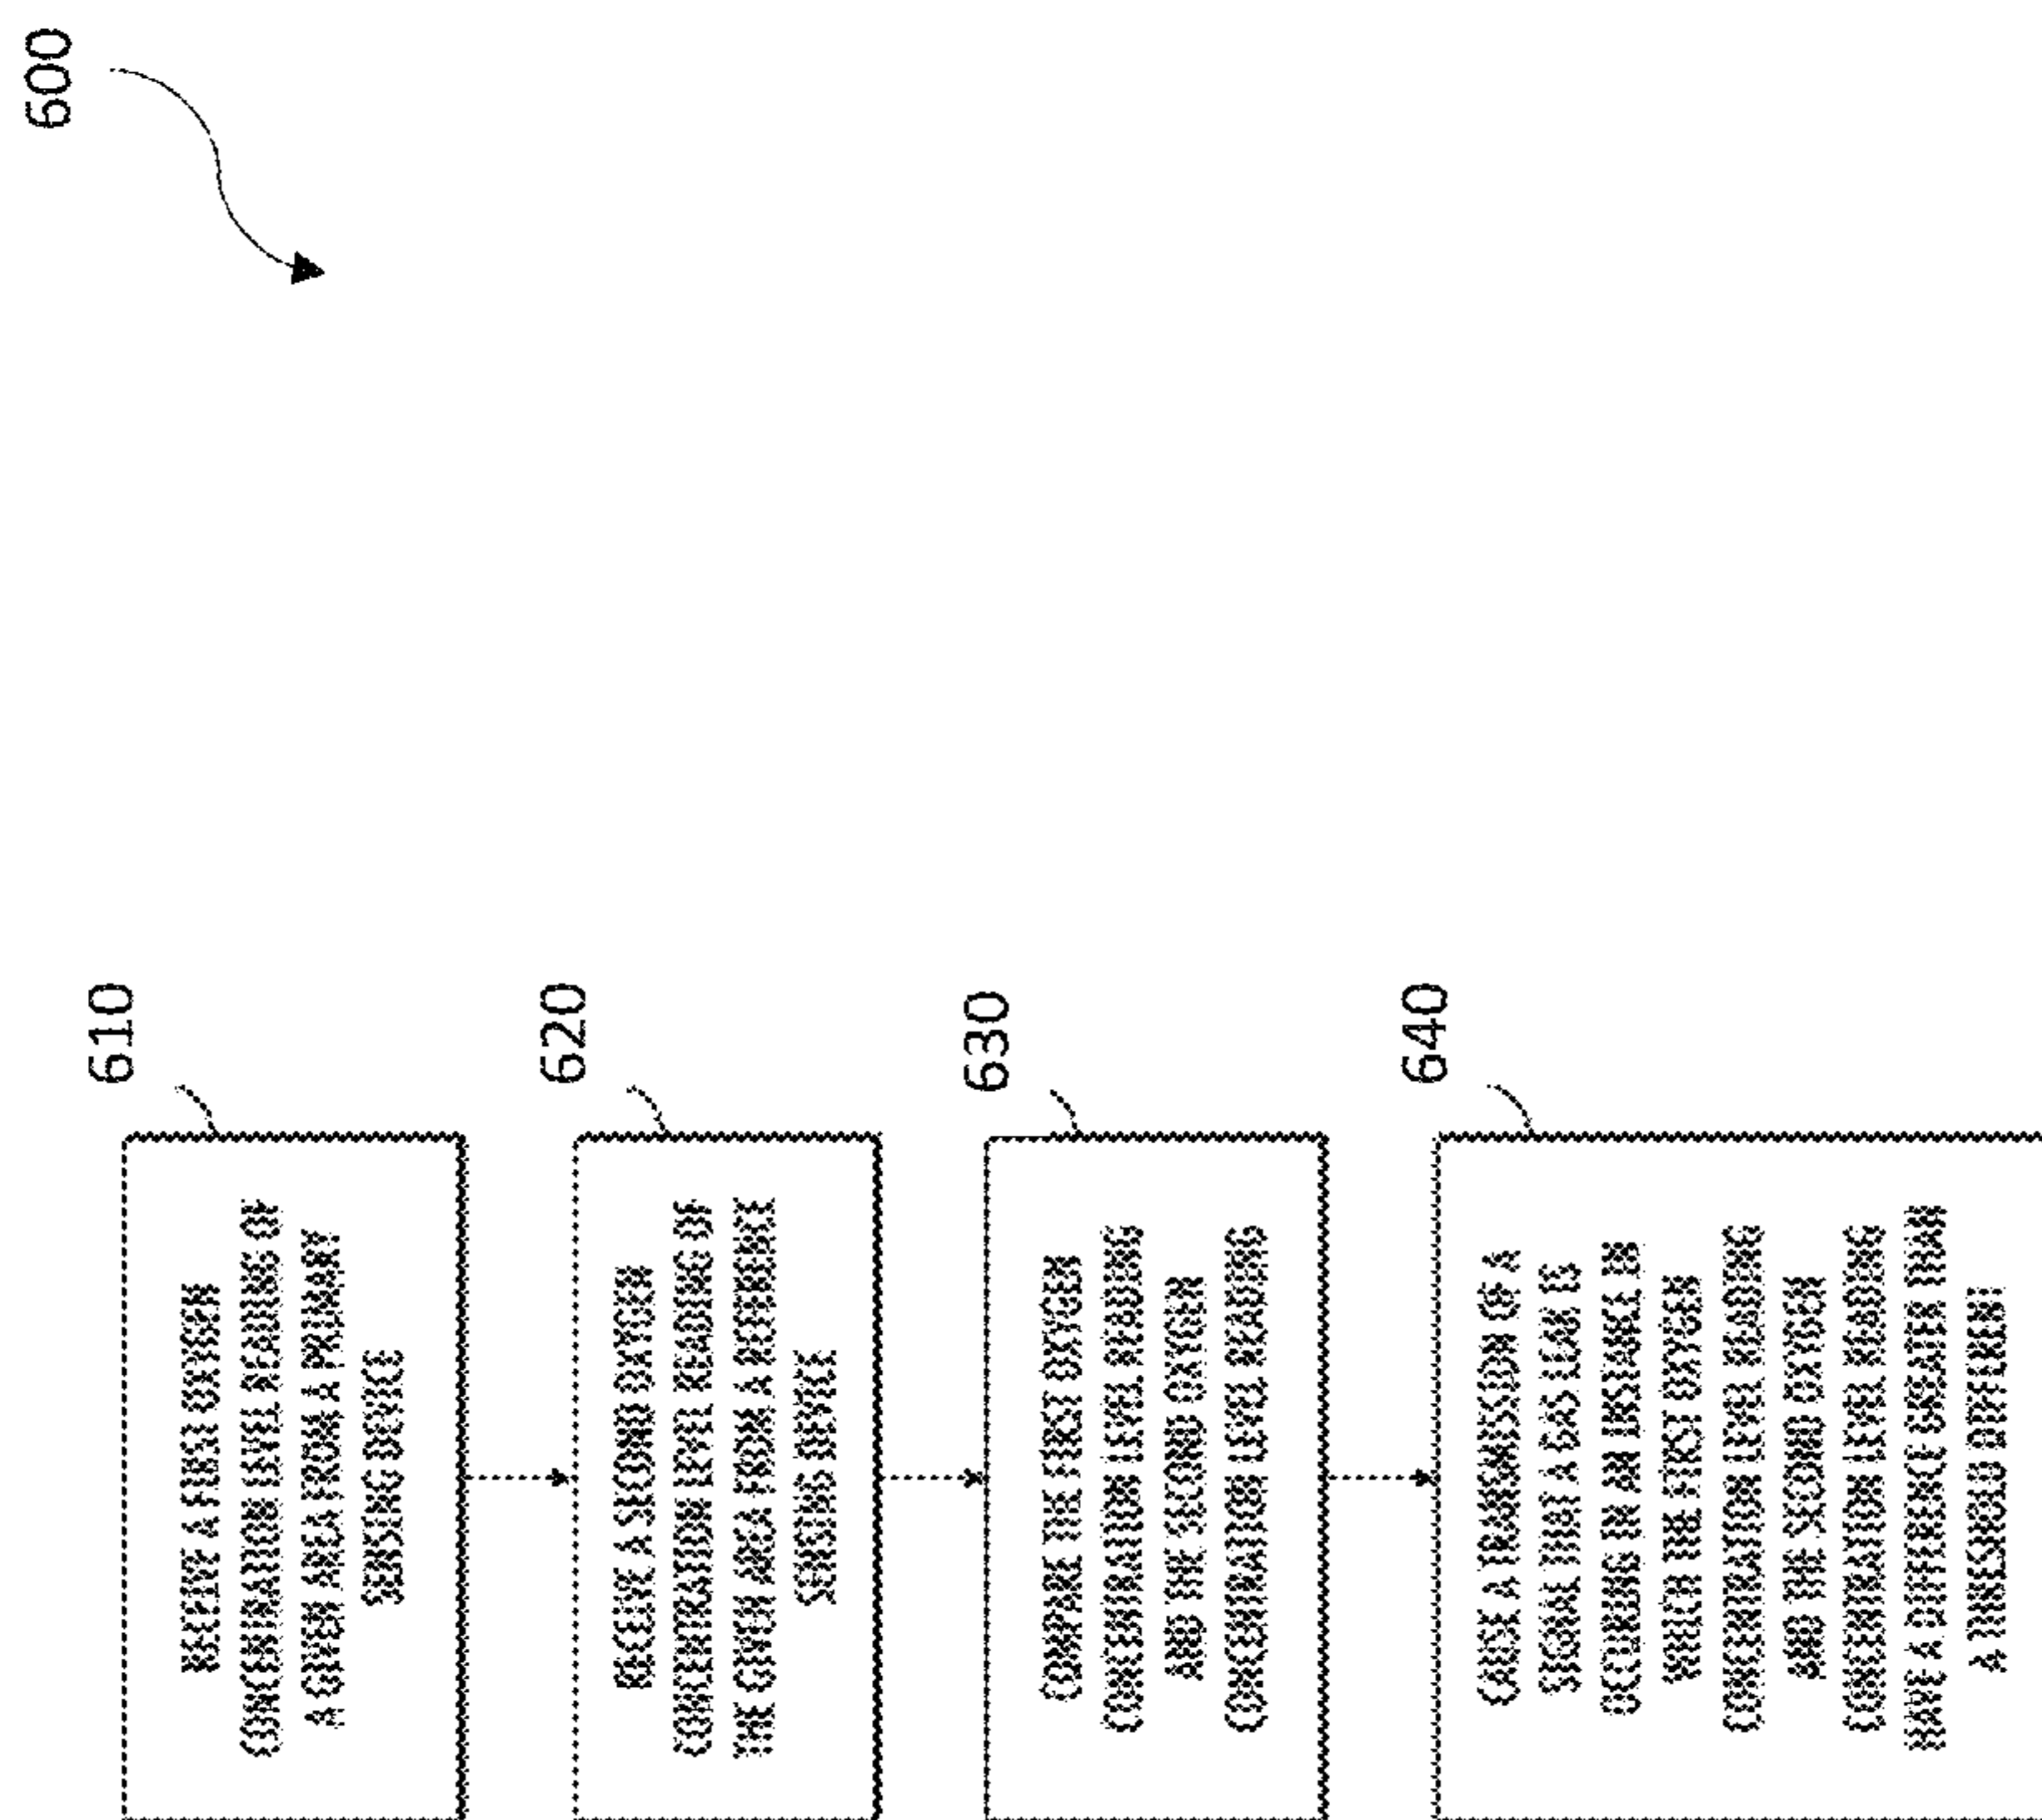 600
610
RECEIVE A FIRST OXYGEN
CONCENTRATION LEVEL READING OF
A GIVEN AREA FROM A PRIMARY
SENSING DEVICE
620
RECEIVE A SECOND OXYGEN
CONCENTRATION LEVEL READING OF
THE GIVEN AREA FROM A REFERENCE
SENSING DEVICE
630
COMPARE THE FIRST OXYGEN
CONCENTRATION LEVEL READING
AND THE SECOND OXYGEN
CONCENTRATION LEVEL READING
640
CAUSE A TRANSMISSION OF A
SIGNAL THAT A GAS LEAK IS
OCCURING IN AN INSTANCE IN
WHICH THE FIRST OXYGEN
CONCENTRATION LEVEL READING
AND THE SECOND OXYGEN
CONCENTRATION LEVEL READING
HAVE A DIFFERENCE GREATER THAN
A THRESHOLD DIFFERENT